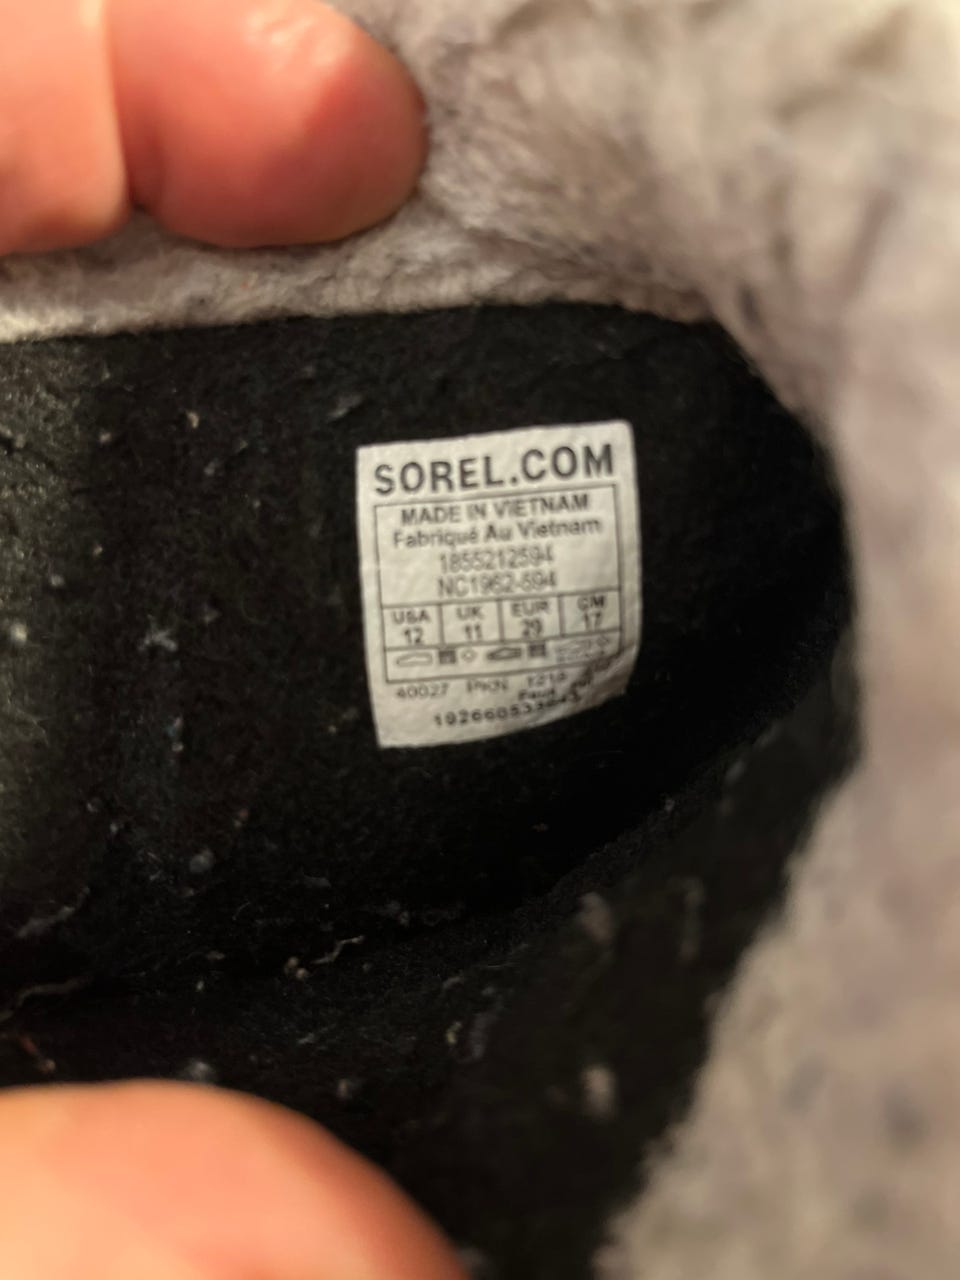 SOREL.COM
MADE IN VIETNAM
Fabriqué Au Vietnam
1855212594
NC1962-594
USA UK EUR CM
12 11 29 17
40027